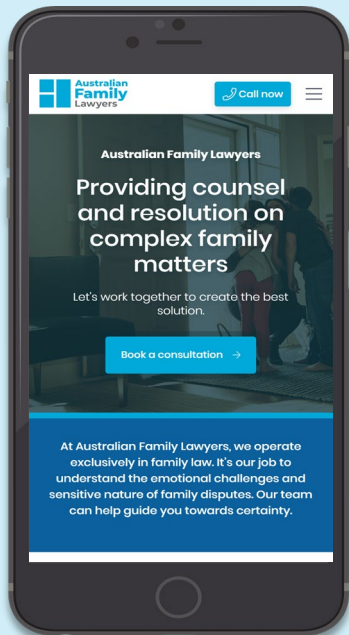 Australian
Family
Lawyers
Call now
Australian Family Lawyers
Providing counsel
and resolution on
complex family
matters
Let's work together to create the best
solution.
Book a consultation →
At Australian Family Lawyers, we operate
exclusively in family law. It's our job to
understand the emotional challenges and
sensitive nature of family disputes. Our team
can help guide you towards certainty.